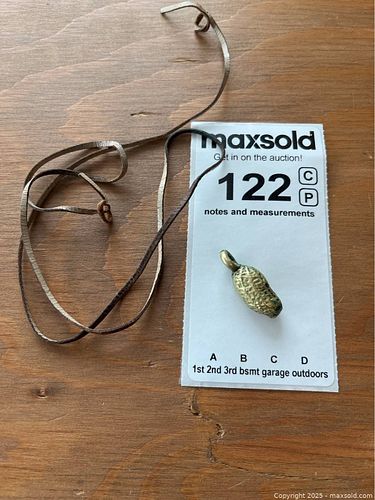 maxsold
Get in on the auction!
122 C
P
notes and measurements
A B C D
1st 2nd 3rd bsmt garage outdoors
Copyright 2025 - maxsold.com